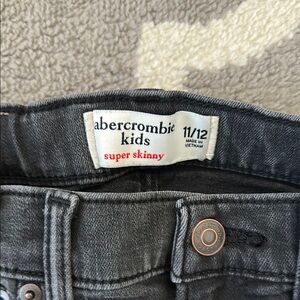 abercrombie
kids
super skinny
11/12
MADE IN
VIETNAM